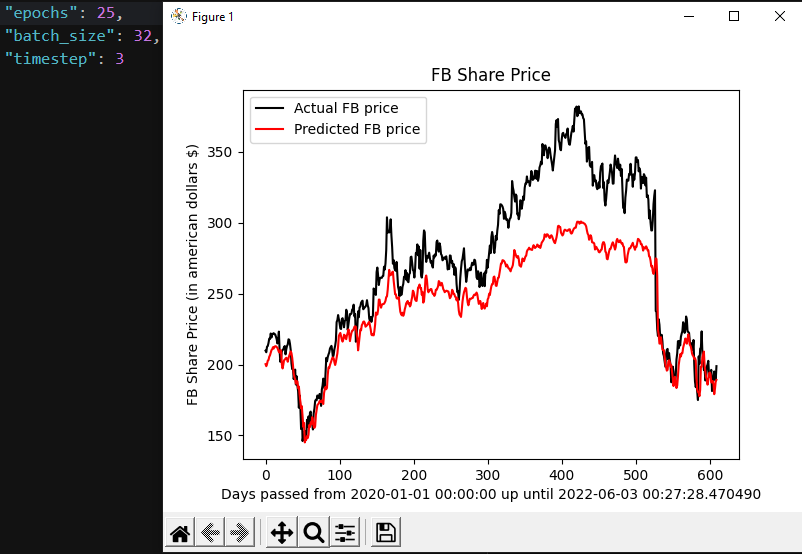 "epochs": 25,
"batch_size": 32,
"timestep": 3
Figure 1
FB Share Price
Actual FB price
Predicted FB price
FB Share Price (in american dollars $)
350
300
250
200
150
0 100 200 300 400 500 600
Days passed from 2020-01-01 00:00:00 up until 2022-06-03 00:27:28.470490